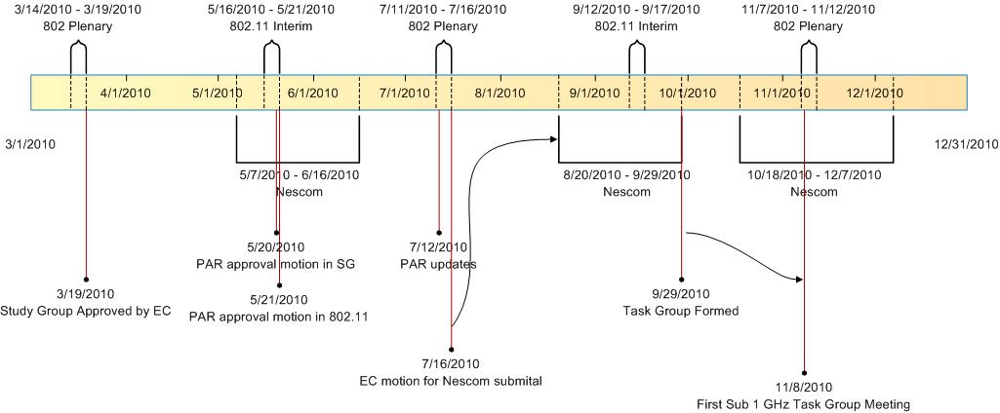 3/14/2010 - 3/19/2010
802 Plenary
5/16/2010 - 5/21/2010
802.11 Interim
7/11/2010 - 7/16/2010
802 Plenary
9/12/2010 - 9/17/2010
802.11 Interim
11/7/2010 - 11/12/2010
802 Plenary
4/1/2010
5/1/2010
6/1/2010
7/1/2010
8/1/2010
9/1/2010
10/1/2010
11/1/2010
12/1/2010
3/1/2010
12/31/2010
5/7/2010 - 6/16/2010
Nescom
8/20/2010 - 9/29/2010
Nescom
10/18/2010 - 12/7/2010
Nescom
5/20/2010
PAR approval motion in SG
7/12/2010
PAR updates
3/19/2010
Study Group Approved by EC
5/21/2010
PAR approval motion in 802.11
9/29/2010
Task Group Formed
7/16/2010
EC motion for Nescom submital
11/8/2010
First Sub 1 GHz Task Group Meeting